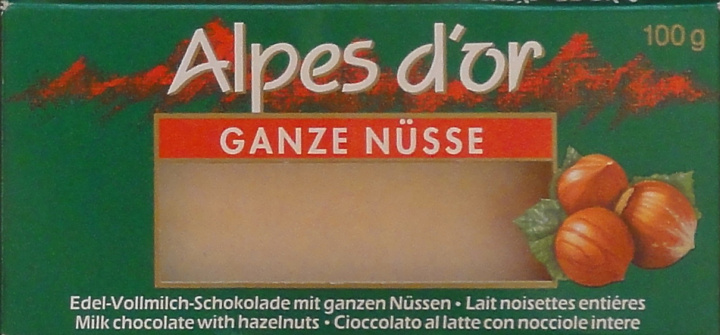 Alpes d'or
100 g
GANZE NÜSSE
Edel-Vollmilch-Schokolade mit ganzen Nüssen • Lait noisettes entiéres
Milk chocolate with hazelnuts • Cioccolato al latte con nocciole intere